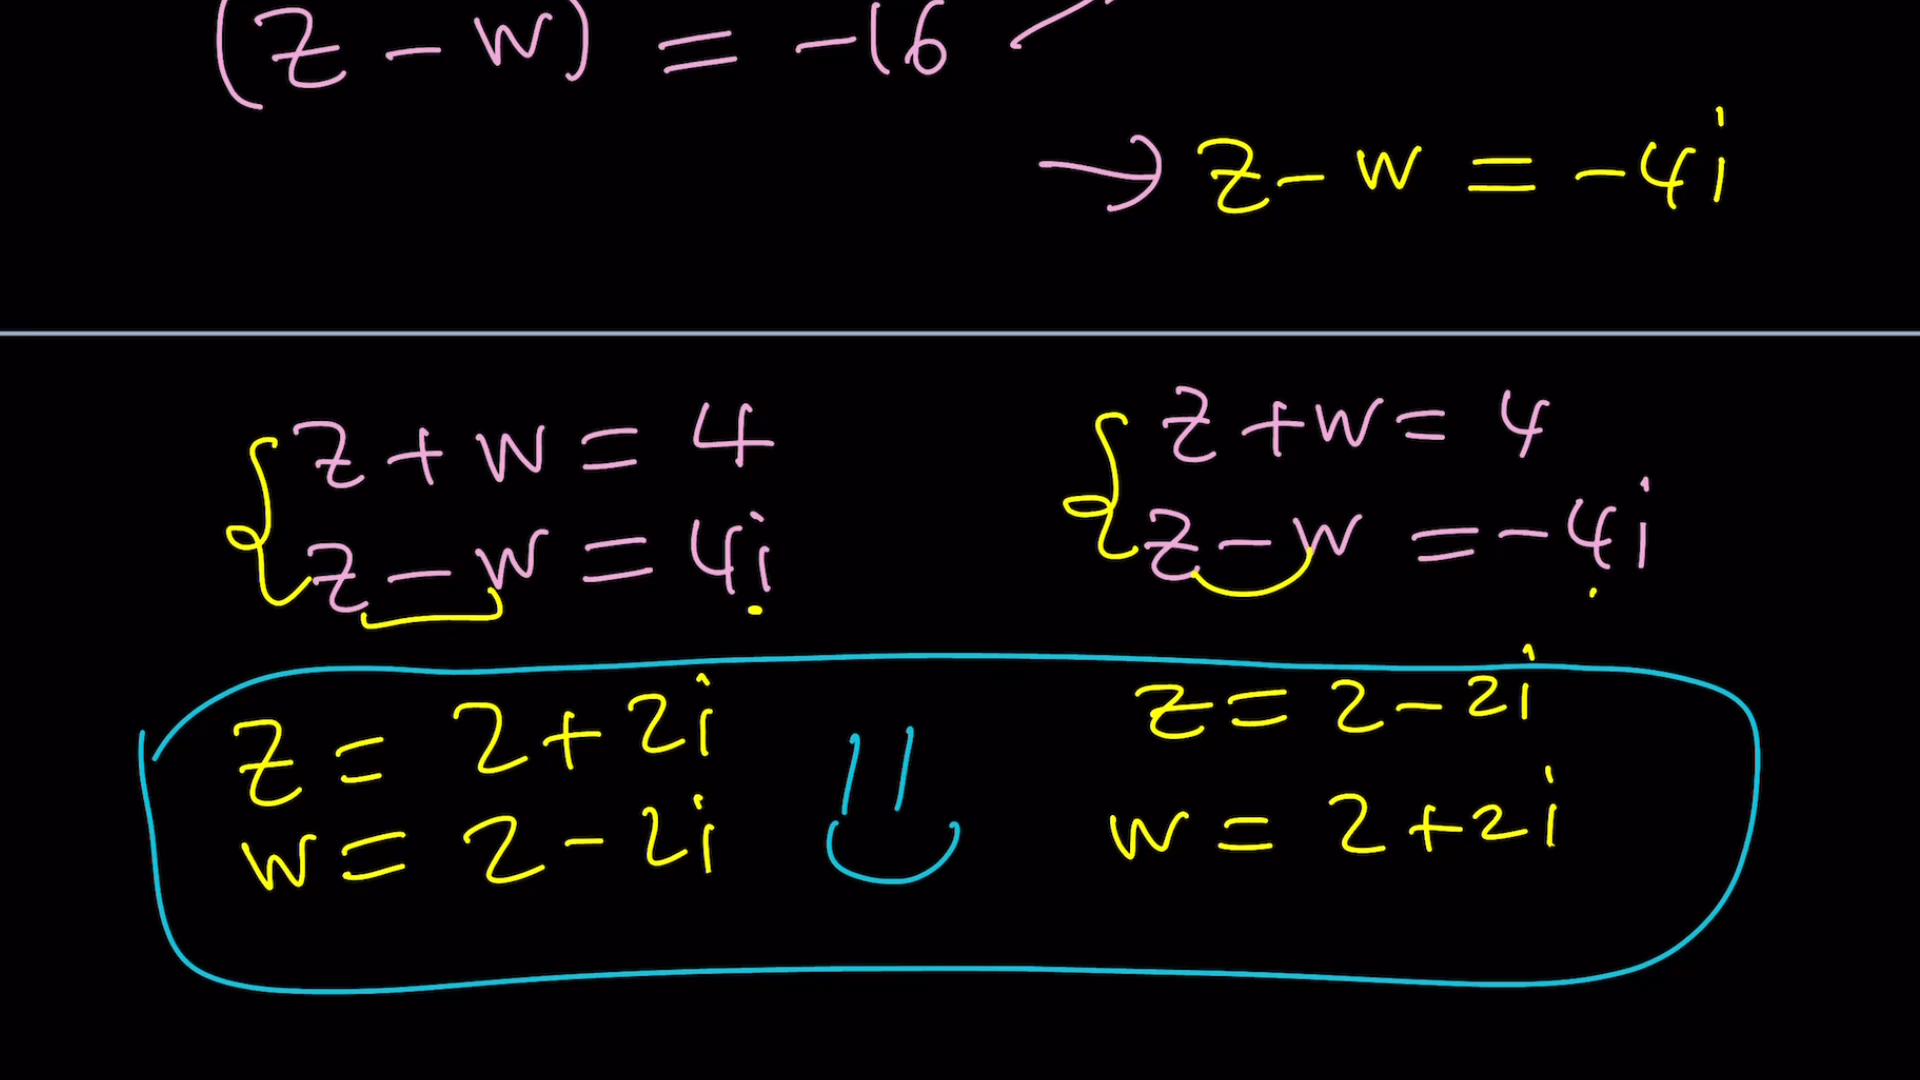 (z - w) = -16
→ z - w = -4i
z + w = 4
z - w = 4i
z + w = 4
z - w = -4i
z = 2 + 2i
w = 2 - 2i
z = 2 - 2i
w = 2 + 2i